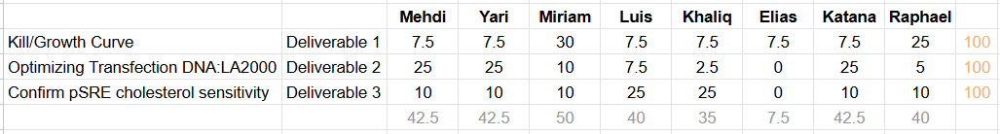 Mehdi Yari Miriam Luis Khaliq Elias Katana Raphael
Kill/Growth Curve Deliverable 1 7.5 7.5 30 7.5 7.5 7.5 7.5 25 100
Optimizing Transfection DNA:LA2000 Deliverable 2 25 25 10 7.5 2.5 0 25 5 100
Confirm pSRE cholesterol sensitivity Deliverable 3 10 10 10 25 25 0 10 10 100
42.5 42.5 50 40 35 7.5 42.5 40